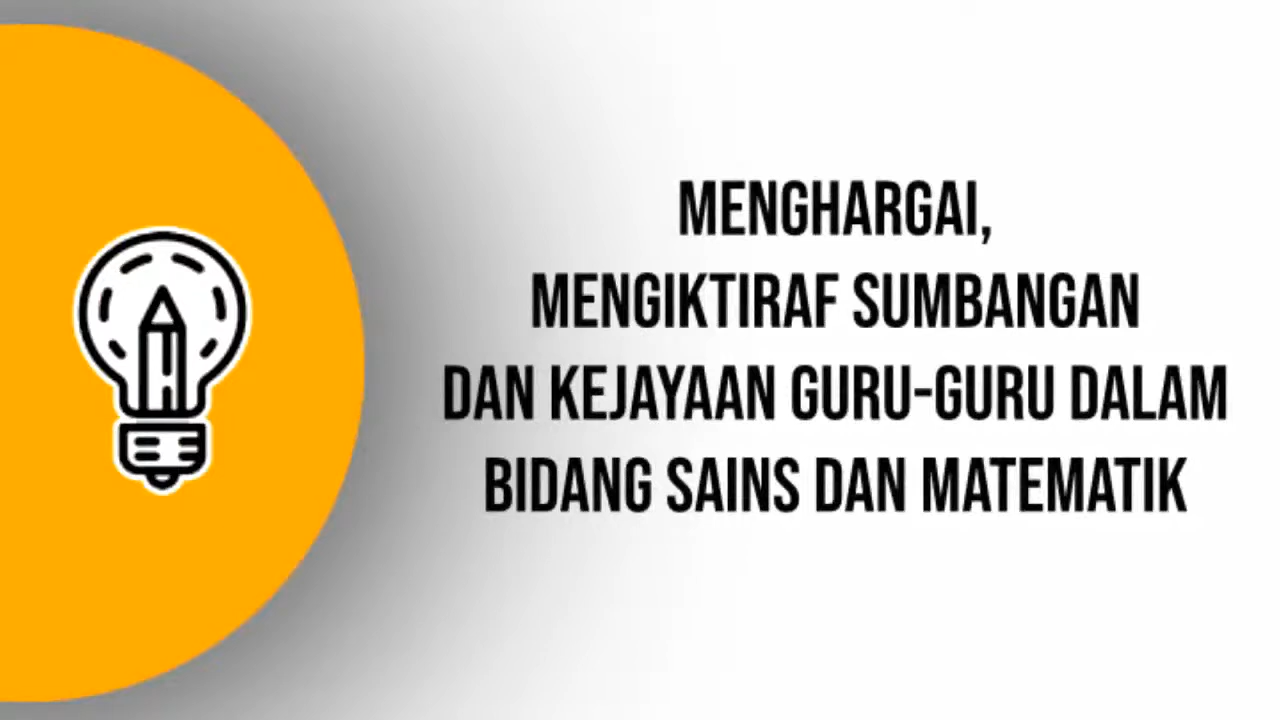 MENGHARGAI,
MENGIKTIRAF SUMBANGAN
DAN KEJAYAAN GURU-GURU DALAM
BIDANG SAINS DAN MATEMATIK